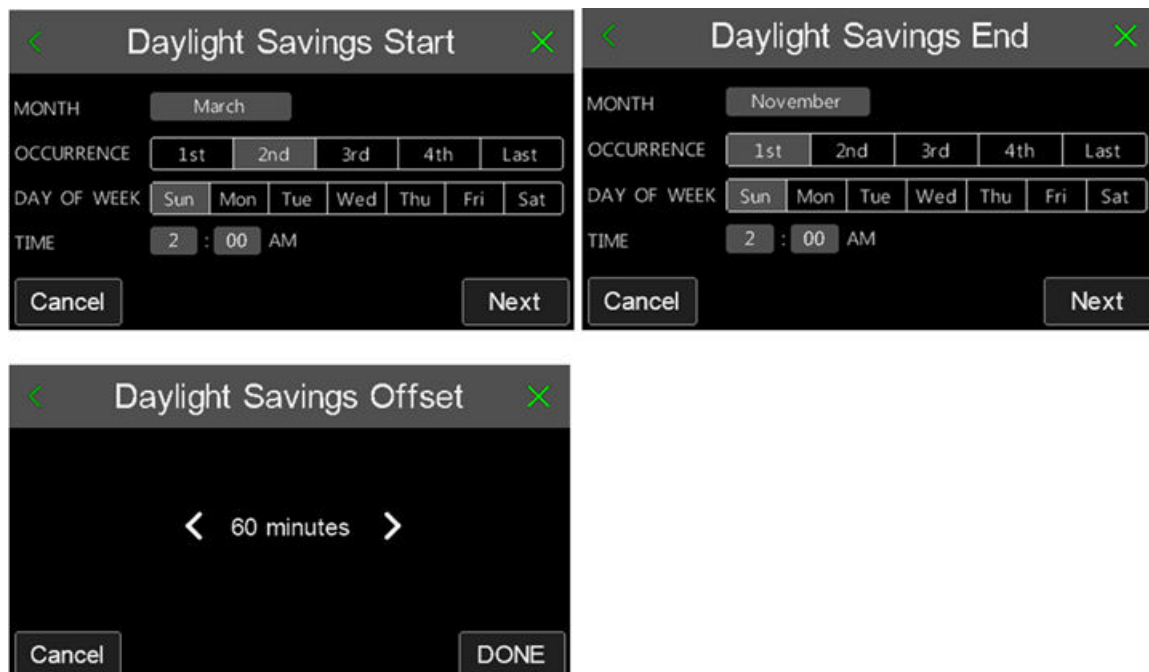 Daylight Savings Start
MONTH March
OCCURRENCE 1st 2nd 3rd 4th Last
DAY OF WEEK Sun Mon Tue Wed Thu Fri Sat
TIME 2 : 00 AM
Cancel Next
Daylight Savings End
MONTH November
OCCURRENCE 1st 2nd 3rd 4th Last
DAY OF WEEK Sun Mon Tue Wed Thu Fri Sat
TIME 2 : 00 AM
Cancel Next
Daylight Savings Offset
60 minutes
Cancel DONE